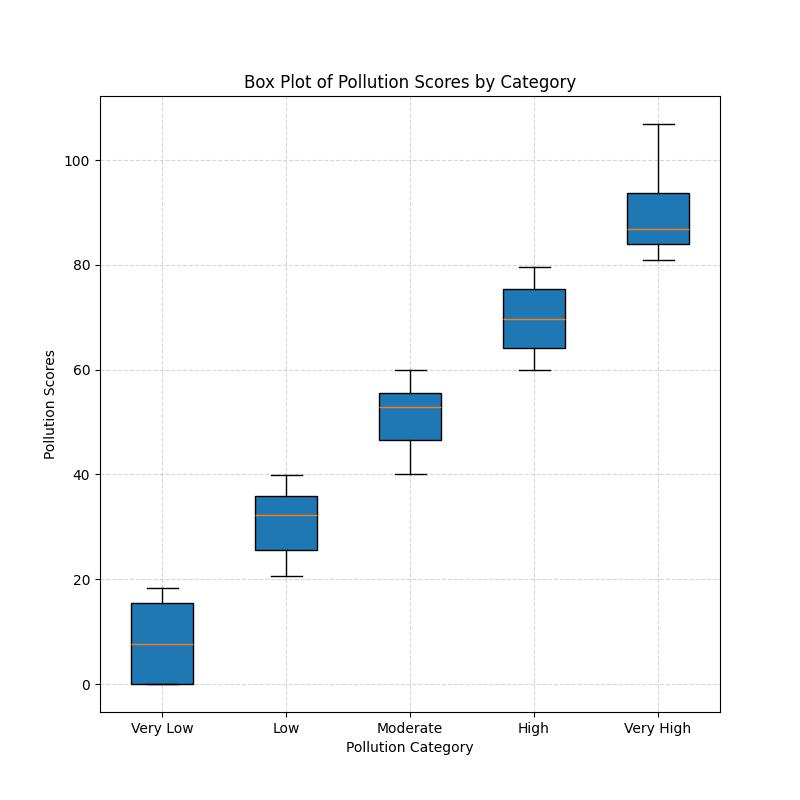 Box Plot of Pollution Scores by Category
Pollution Scores
100
80
60
40
20
0
Very Low
Low
Moderate
High
Very High
Pollution Category